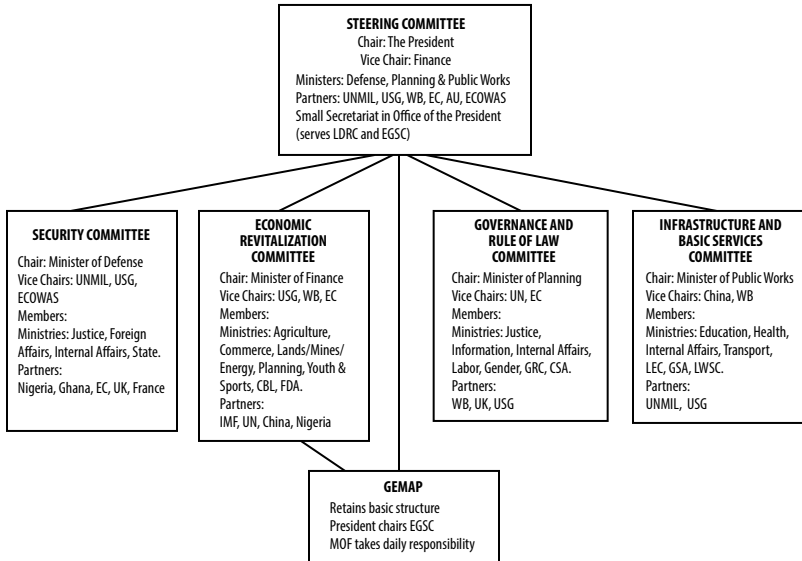 STEERING COMMITTEE
Chair: The President
Vice Chair: Finance
Ministers: Defense, Planning & Public Works
Partners: UNMIL, USG, WB, EC, AU, ECOWAS
Small Secretariat in Office of the President
(serves LDRC and EGSC)
SECURITY COMMITTEE
Chair: Minister of Defense
Vice Chairs: UNMIL, USG,
ECOWAS
Members:
Ministries: Justice, Foreign
Affairs, Internal Affairs, State.
Partners:
Nigeria, Ghana, EC, UK, France
ECONOMIC
REVITALIZATION
COMMITTEE
Chair: Minister of Finance
Vice Chairs: USG, WB, EC
Members:
Ministries: Agriculture,
Commerce, Lands/Mines/
Energy, Planning, Youth &
Sports, CBL, FDA.
Partners:
IMF, UN, China, Nigeria
GOVERNANCE AND
RULE OF LAW
COMMITTEE
Chair: Minister of Planning
Vice Chairs: UN, EC
Members:
Ministries: Justice,
Information, Internal Affairs,
Labor, Gender, GRC, CSA.
Partners:
WB, UK, USG
INFRASTRUCTURE AND
BASIC SERVICES
COMMITTEE
Chair: Minister of Public Works
Vice Chairs: China, WB
Members:
Ministries: Education, Health,
Internal Affairs, Transport,
LEC, GSA, LWSC.
Partners:
UNMIL, USG
GEMAP
Retains basic structure
President chairs EGSC
MOF takes daily responsibility